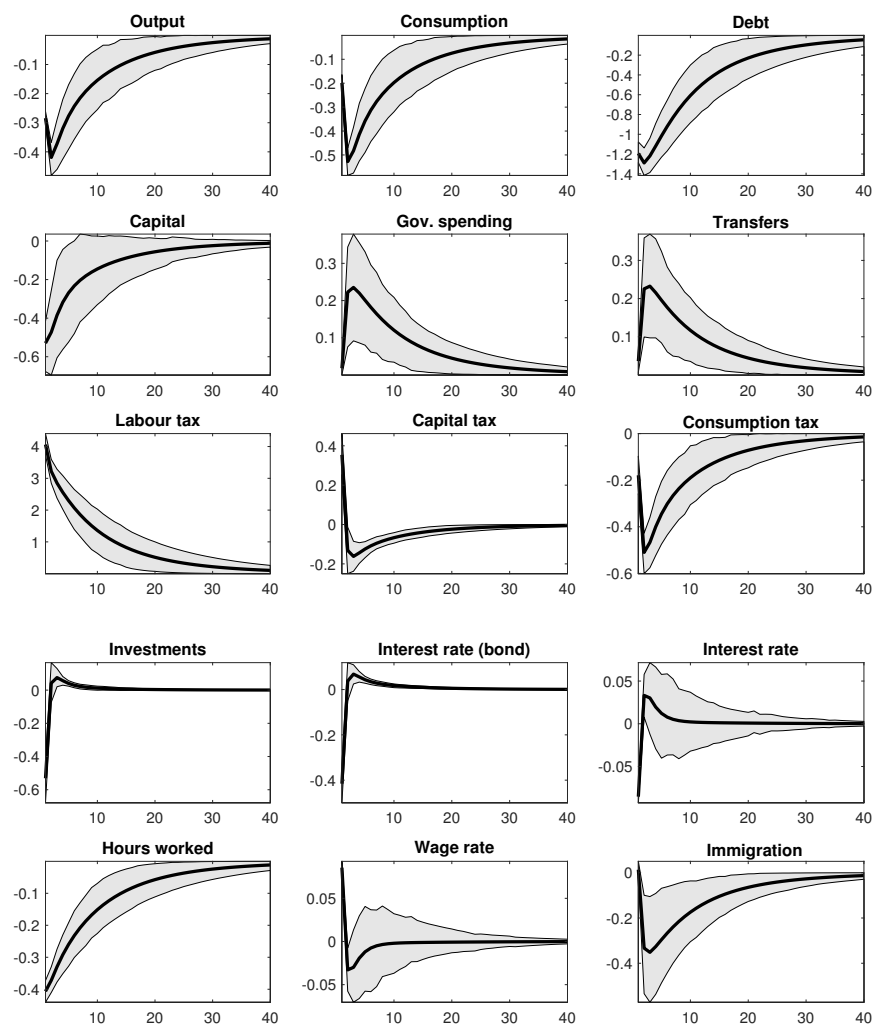 Output Consumption Debt
-0.1 -0.1 -0.2
-0.2 -0.2 -0.4
-0.3 -0.3 -0.6
-0.4 -0.4 -0.8
-0.5 -1
-1.2
-1.4
10 20 30 40 10 20 30 40 10 20 30 40
Capital Gov. spending Transfers
0 0.3 0.3
-0.2 0.2 0.2
-0.4 0.1 0.1
-0.6
10 20 30 40 10 20 30 40 10 20 30 40
Labour tax Capital tax Consumption tax
4 0.4 0
3 0.2 -0.2
2 0 -0.4
1 -0.2 -0.6
10 20 30 40 10 20 30 40 10 20 30 40
Investments Interest rate (bond) Interest rate
0 0 0.05
-0.2 -0.2 0
-0.4 -0.4 -0.05
-0.6
10 20 30 40 10 20 30 40 10 20 30 40
Hours worked Wage rate Immigration
-0.1 0.05 0
-0.2 0 -0.2
-0.3 -0.05 -0.4
-0.4
10 20 30 40 10 20 30 40 10 20 30 40